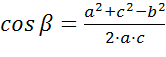 cos β = a²+c²−b² / 2·a·c